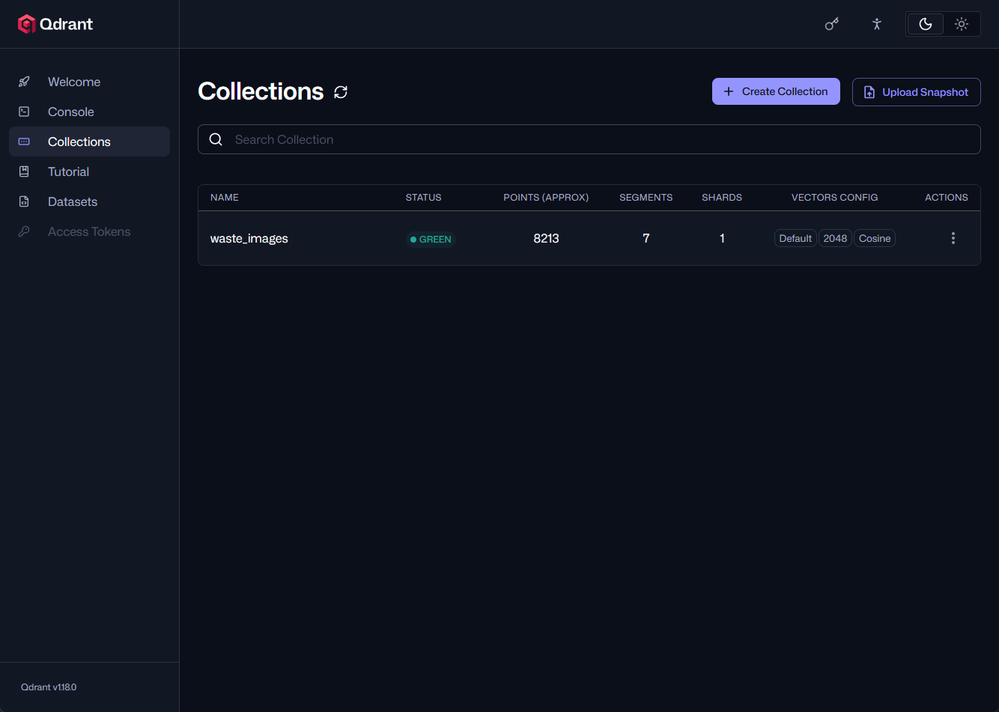 Qdrant
Welcome
Console
Collections
Tutorial
Datasets
Access Tokens
Qdrant v1.18.0
Collections
Create Collection
Upload Snapshot
Search Collection
NAME STATUS POINTS (APPROX) SEGMENTS SHARDS VECTORS CONFIG ACTIONS
waste_images GREEN 8213 7 1 Default 2048 Cosine